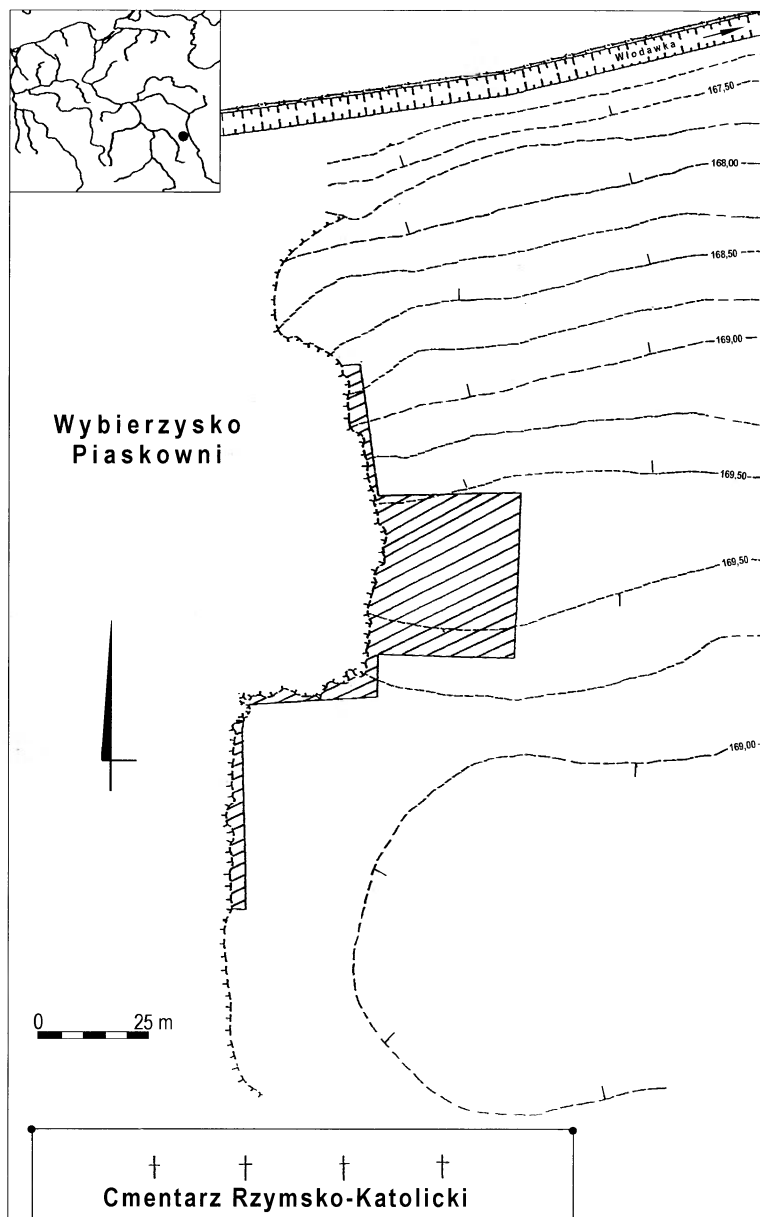 Włodawka
167,50
168,00
168,50
169,00
Wybierzysko
Piaskowni
169,50
169,50
169,00
0 25 m
Cmentarz Rzymsko-Katolicki